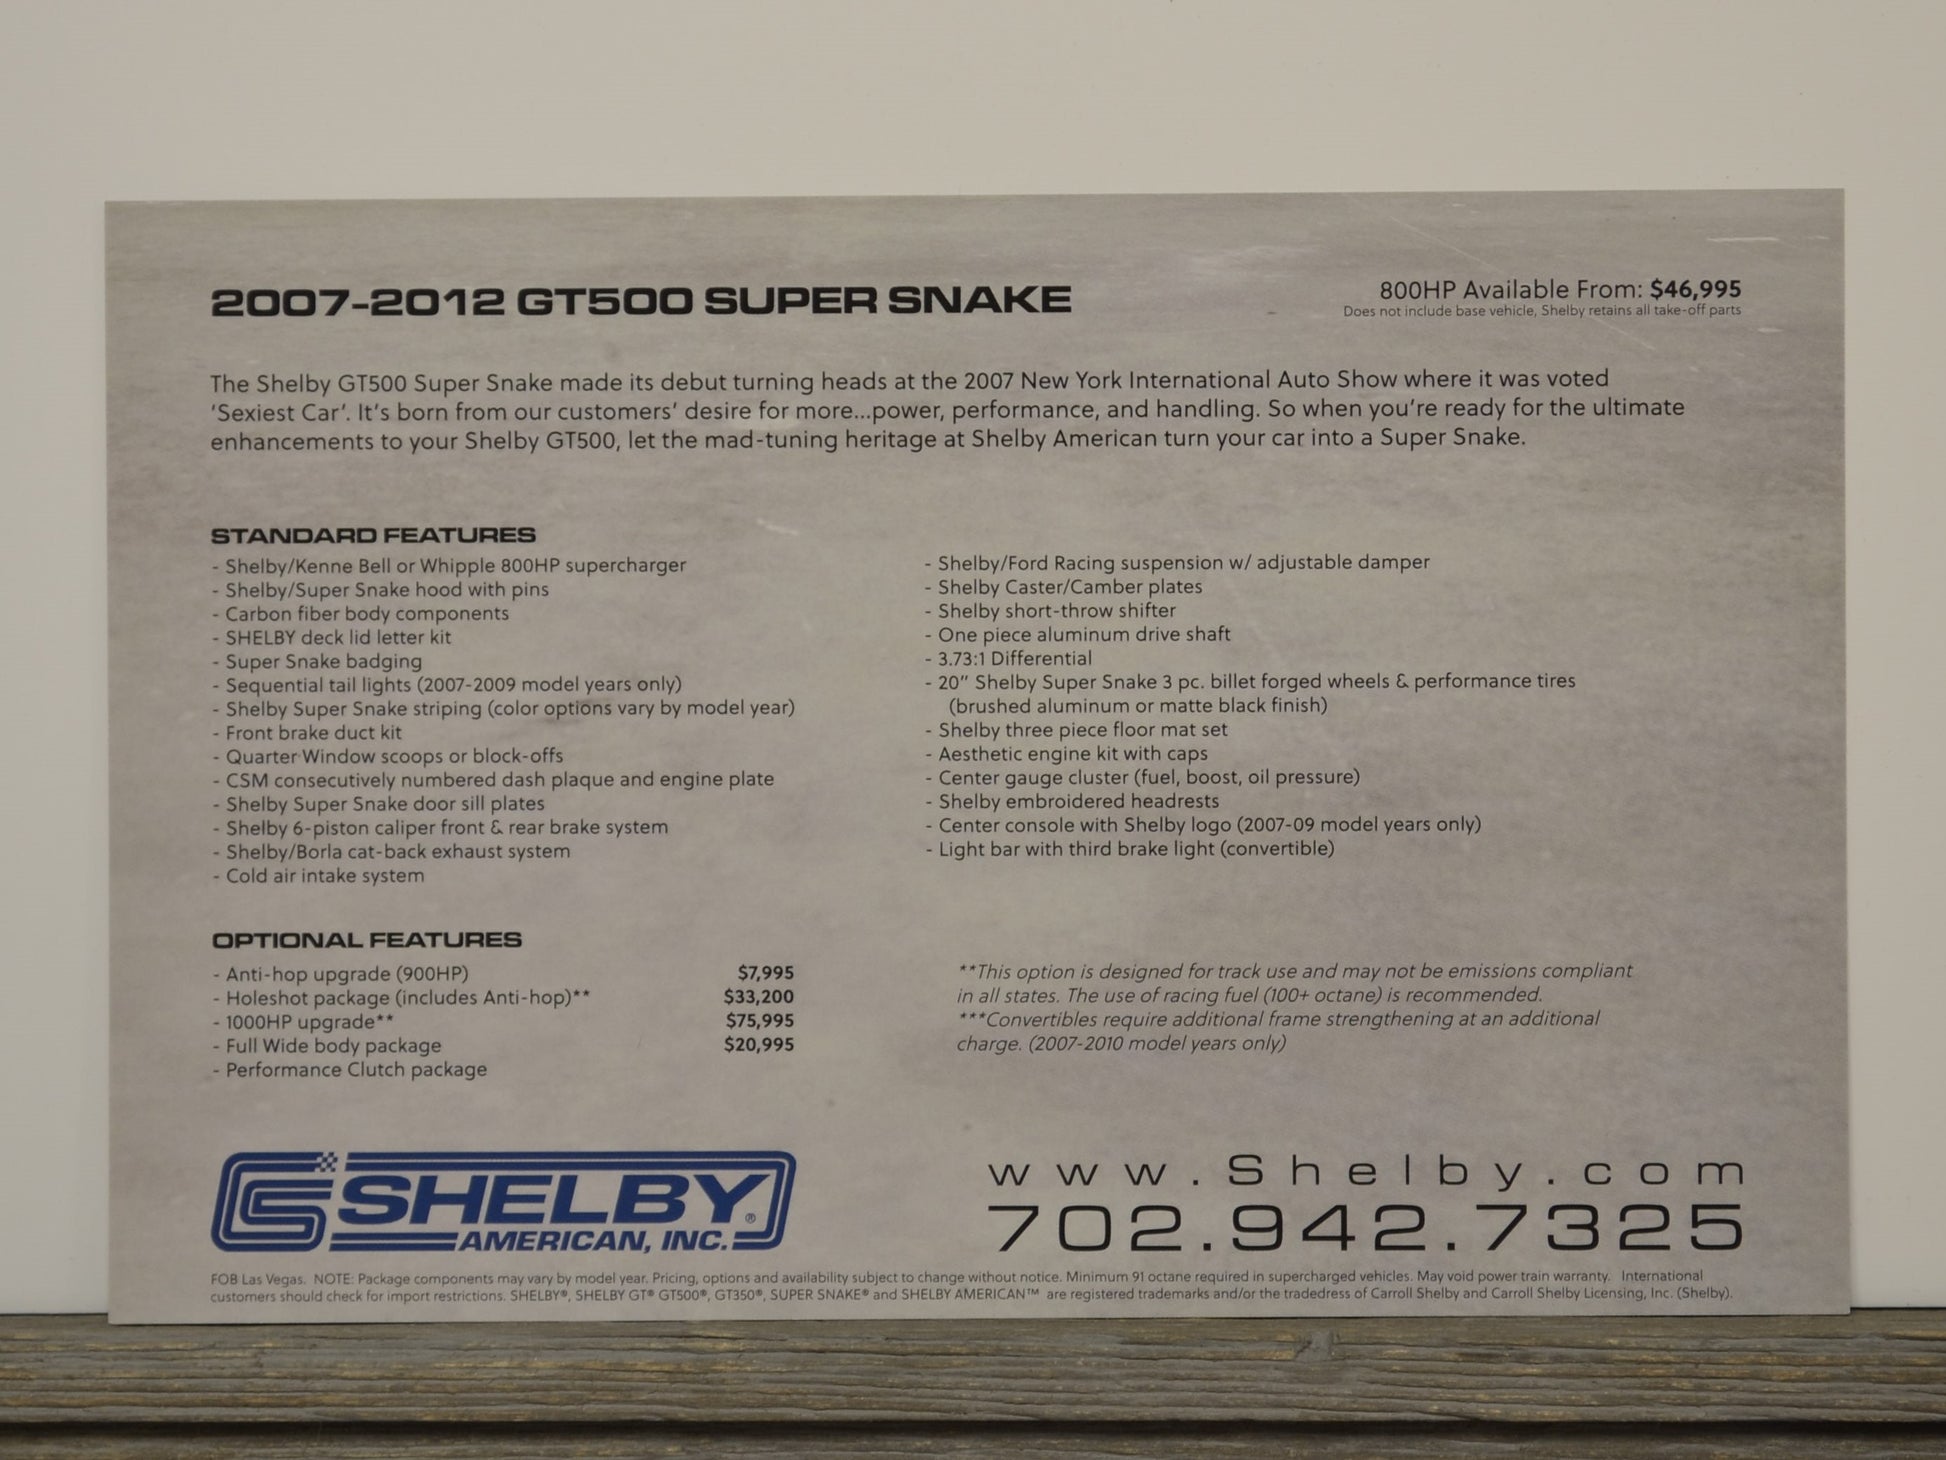 2007-2012 GT500 SUPER SNAKE
800HP Available From: $46,995
Does not include base vehicle, Shelby retains all take-off parts
The Shelby GT500 Super Snake made its debut turning heads at the 2007 New York International Auto Show where it was voted
'Sexiest Car'. It's born from our customers' desire for more...power, performance, and handling. So when you're ready for the ultimate
enhancements to your Shelby GT500, let the mad-tuning heritage at Shelby American turn your car into a Super Snake.
STANDARD FEATURES
- Shelby/Kenne Bell or Whipple 800HP supercharger
- Shelby/Super Snake hood with pins
- Carbon fiber body components
- SHELBY deck lid letter kit
- Super Snake badging
- Sequential tail lights (2007-2009 model years only)
- Shelby Super Snake striping (color options vary by model year)
- Front brake duct kit
- Quarter Window scoops or block-offs
- CSM consecutively numbered dash plaque and engine plate
- Shelby Super Snake door sill plates
- Shelby 6-piston caliper front & rear brake system
- Shelby/Borla cat-back exhaust system
- Cold air intake system
- Shelby/Ford Racing suspension w/ adjustable damper
- Shelby Caster/Camber plates
- Shelby short-throw shifter
- One piece aluminum drive shaft
- 3.73:1 Differential
- 20" Shelby Super Snake 3 pc. billet forged wheels & performance tires
(brushed aluminum or matte black finish)
- Shelby three piece floor mat set
- Aesthetic engine kit with caps
- Center gauge cluster (fuel, boost, oil pressure)
- Shelby embroidered headrests
- Center console with Shelby logo (2007-09 model years only)
- Light bar with third brake light (convertible)
OPTIONAL FEATURES
- Anti-hop upgrade (900HP) $7,995
- Holeshot package (includes Anti-hop)** $33,200
- 1000HP upgrade** $75,995
- Full Wide body package $20,995
- Performance Clutch package
**This option is designed for track use and may not be emissions compliant
in all states. The use of racing fuel (100+ octane) is recommended.
***Convertibles require additional frame strengthening at an additional
charge. (2007-2010 model years only)
SHELBY®
AMERICAN, INC.
www.Shelby.com
702.942.7325
FOB Las Vegas. NOTE: Package components may vary by model year. Pricing, options and availability subject to change without notice. Minimum 91 octane required in supercharged vehicles. May void power train warranty. International
customers should check for import restrictions. SHELBY®, SHELBY GT® GT500®, GT350®, SUPER SNAKE® and SHELBY AMERICAN™ are registered trademarks and/or the tradedress of Carroll Shelby and Carroll Shelby Licensing, Inc. (Shelby).